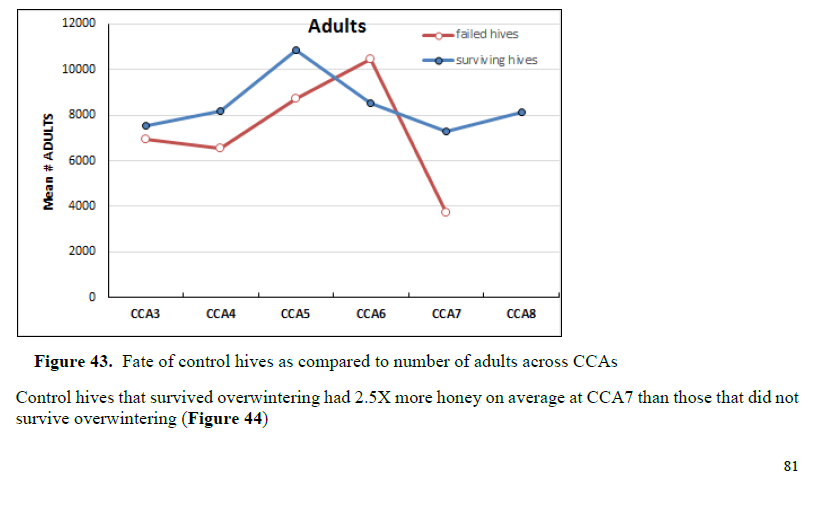 Adults
failed hives
surviving hives
12000
10000
8000
6000
4000
2000
0
Mean # ADULTS
CCA3 CCA4 CCA5 CCA6 CCA7 CCA8
Figure 43. Fate of control hives as compared to number of adults across CCAs
Control hives that survived overwintering had 2.5X more honey on average at CCA7 than those that did not
survive overwintering (Figure 44)
81